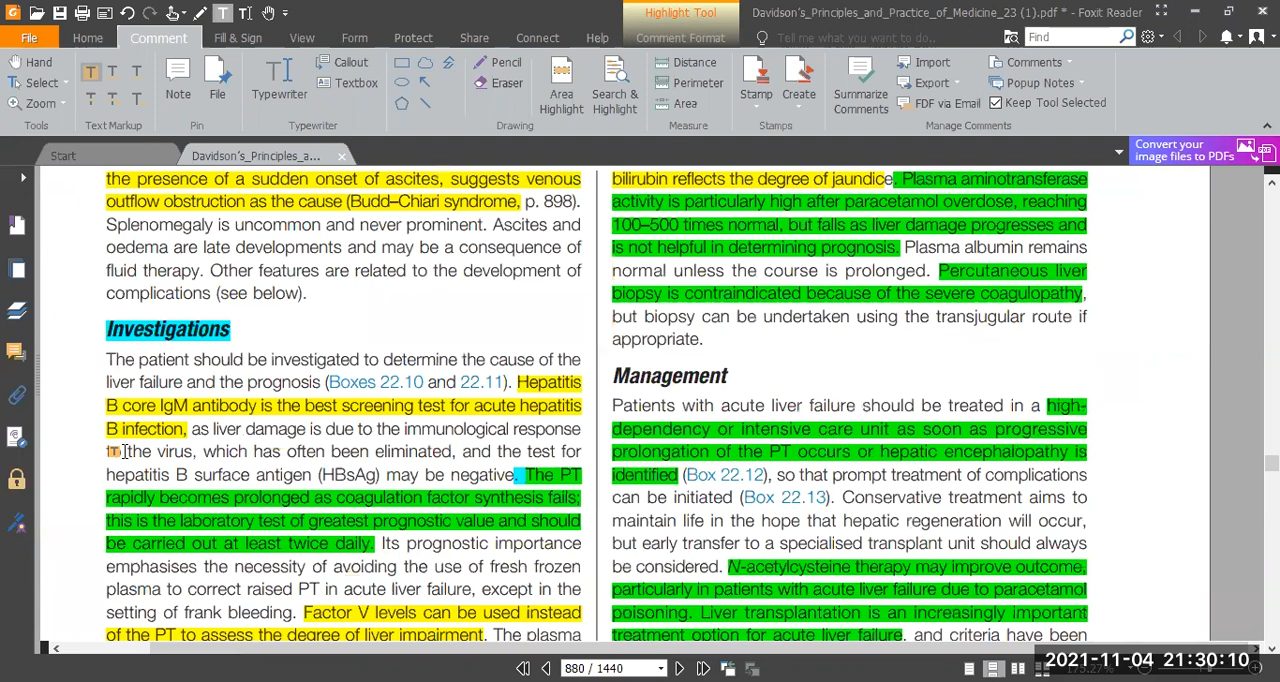 Highlight Tool
Davidson's_Principles_and_Practice_of_Medicine_23 (1).pdf * - Foxit Reader
File
Home
Comment
Fill & Sign
View
Form
Protect
Share
Connect
Help
Comment Format
Tell me what you want to do..
Find
Hand
Select
Zoom
Tools
Text Markup
Note
File
Pin
Typewriter
Callout
Textbox
Typewriter
Pencil
Eraser
Drawing
Area
Highlight
Search &
Highlight
Distance
Perimeter
Area
Measure
Stamp
Create
Stamps
Summarize
Comments
Import
Export
FDF via Email
Comments
Popup Notes
Keep Tool Selected
Manage Comments
Start
Davidson's_Principles_a...
Convert your
image files to PDFs
the presence of a sudden onset of ascites, suggests venous
outflow obstruction as the cause (Budd–Chiari syndrome, p. 898).
Splenomegaly is uncommon and never prominent. Ascites and
oedema are late developments and may be a consequence of
fluid therapy. Other features are related to the development of
complications (see below).
Investigations
The patient should be investigated to determine the cause of the
liver failure and the prognosis (Boxes 22.10 and 22.11). Hepatitis
B core IgM antibody is the best screening test for acute hepatitis
B infection, as liver damage is due to the immunological response
to the virus, which has often been eliminated, and the test for
hepatitis B surface antigen (HBsAg) may be negative. The PT
rapidly becomes prolonged as coagulation factor synthesis fails;
this is the laboratory test of greatest prognostic value and should
be carried out at least twice daily. Its prognostic importance
emphasises the necessity of avoiding the use of fresh frozen
plasma to correct raised PT in acute liver failure, except in the
setting of frank bleeding. Factor V levels can be used instead
of the PT to assess the degree of liver impairment. The plasma
bilirubin reflects the degree of jaundice. Plasma aminotransferase
activity is particularly high after paracetamol overdose, reaching
100–500 times normal, but falls as liver damage progresses and
is not helpful in determining prognosis. Plasma albumin remains
normal unless the course is prolonged. Percutaneous liver
biopsy is contraindicated because of the severe coagulopathy,
but biopsy can be undertaken using the transjugular route if
appropriate.
Management
Patients with acute liver failure should be treated in a high-
dependency or intensive care unit as soon as progressive
prolongation of the PT occurs or hepatic encephalopathy is
identified (Box 22.12), so that prompt treatment of complications
can be initiated (Box 22.13). Conservative treatment aims to
maintain life in the hope that hepatic regeneration will occur,
but early transfer to a specialised transplant unit should always
be considered. N-acetylcysteine therapy may improve outcome,
particularly in patients with acute liver failure due to paracetamol
poisoning. Liver transplantation is an increasingly important
treatment option for acute liver failure, and criteria have been
880 / 1440
2021-11-04 21:30:10